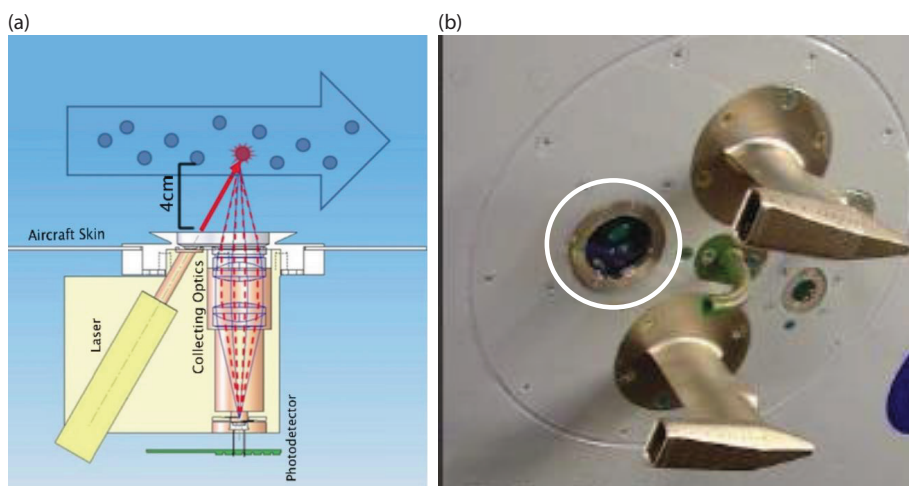 (a)
(b)
4cm
Aircraft Skin
Laser
Collecting Optics
Photodetector